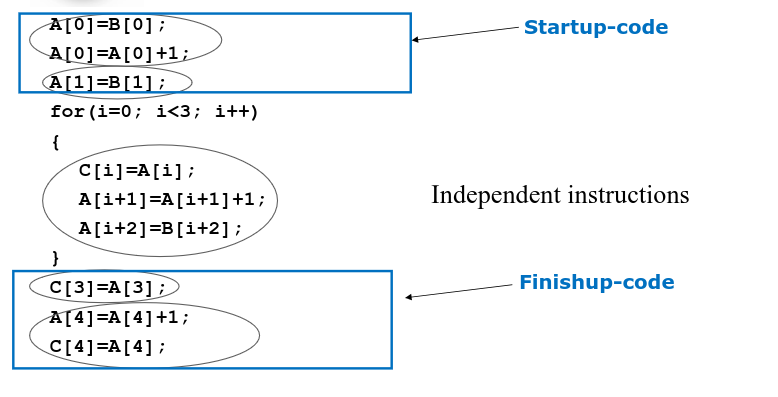 A[0]=B[0];
A[0]=A[0]+1;
A[1]=B[1];
for(i=0; i<3; i++)
{
C[i]=A[i];
A[i+1]=A[i+1]+1;
A[i+2]=B[i+2];
}
C[3]=A[3];
A[4]=A[4]+1;
C[4]=A[4];
Startup-code
Independent instructions
Finishup-code